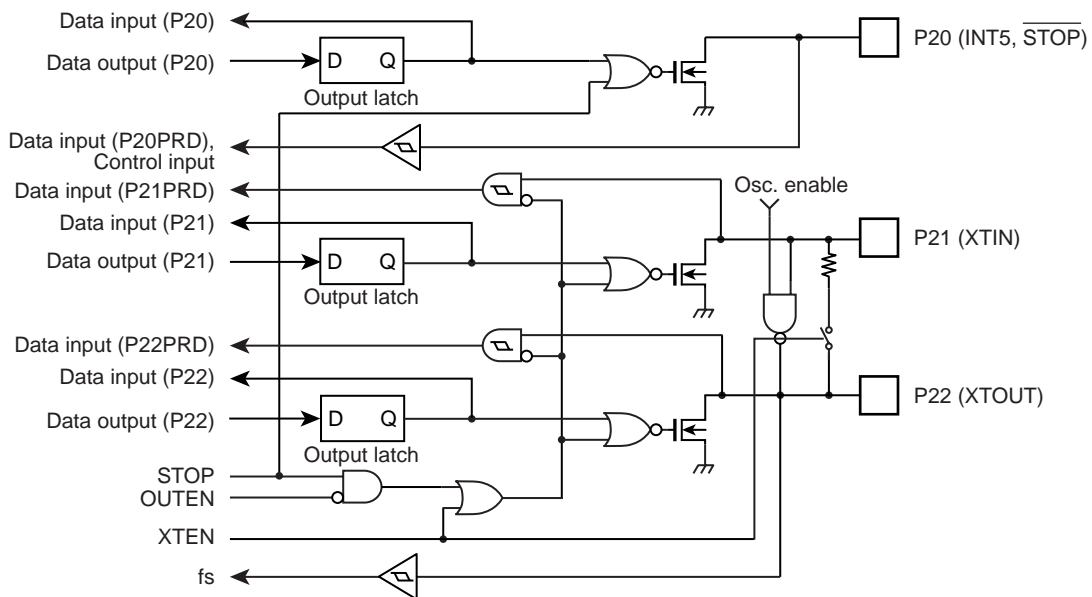 Data input (P20)
Data output (P20)
D Q
Output latch
P20 (INT5, STOP)
Data input (P20PRD),
Control input
Data input (P21PRD)
Osc. enable
Data input (P21)
P21 (XTIN)
Data output (P21)
D Q
Output latch
Data input (P22PRD)
Data input (P22)
P22 (XTOUT)
Data output (P22)
D Q
Output latch
STOP
OUTEN
XTEN
fs